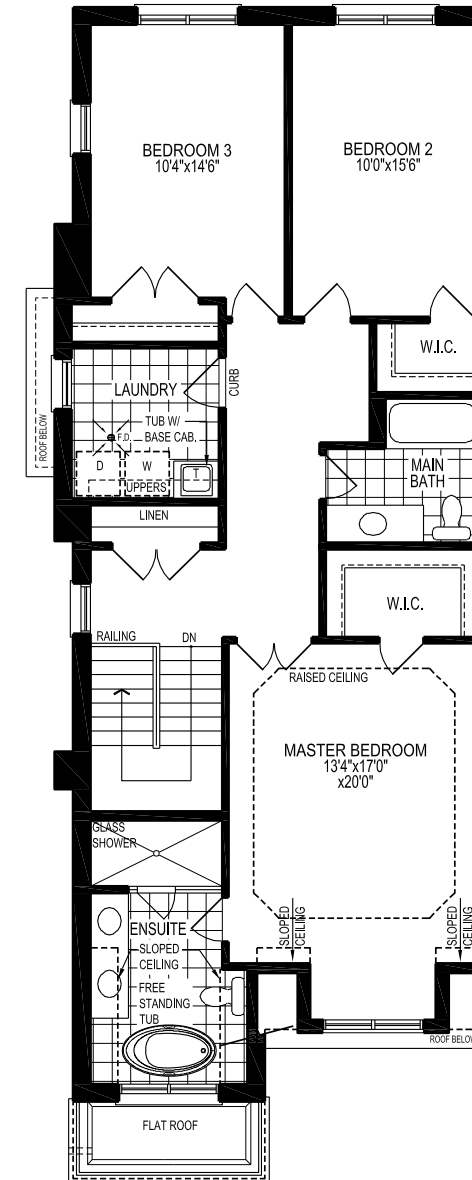 BEDROOM 3
10'4"x14'6"
BEDROOM 2
10'0"x15'6"
W.I.C.
LAUNDRY
CURB
TUB W/
BASE CAB.
F.D.
ROOF BELOW
D
W
T
UPPERS
MAIN
BATH
LINEN
W.I.C.
RAILING
DN
RAISED CEILING
MASTER BEDROOM
13'4"x17'0"
x20'0"
GLASS
SHOWER
ENSUITE
SLOPED
CEILING
SLOPED
CEILING
SLOPED
CEILING
FREE
STANDING
TUB
ROOF BELOW
FLAT ROOF